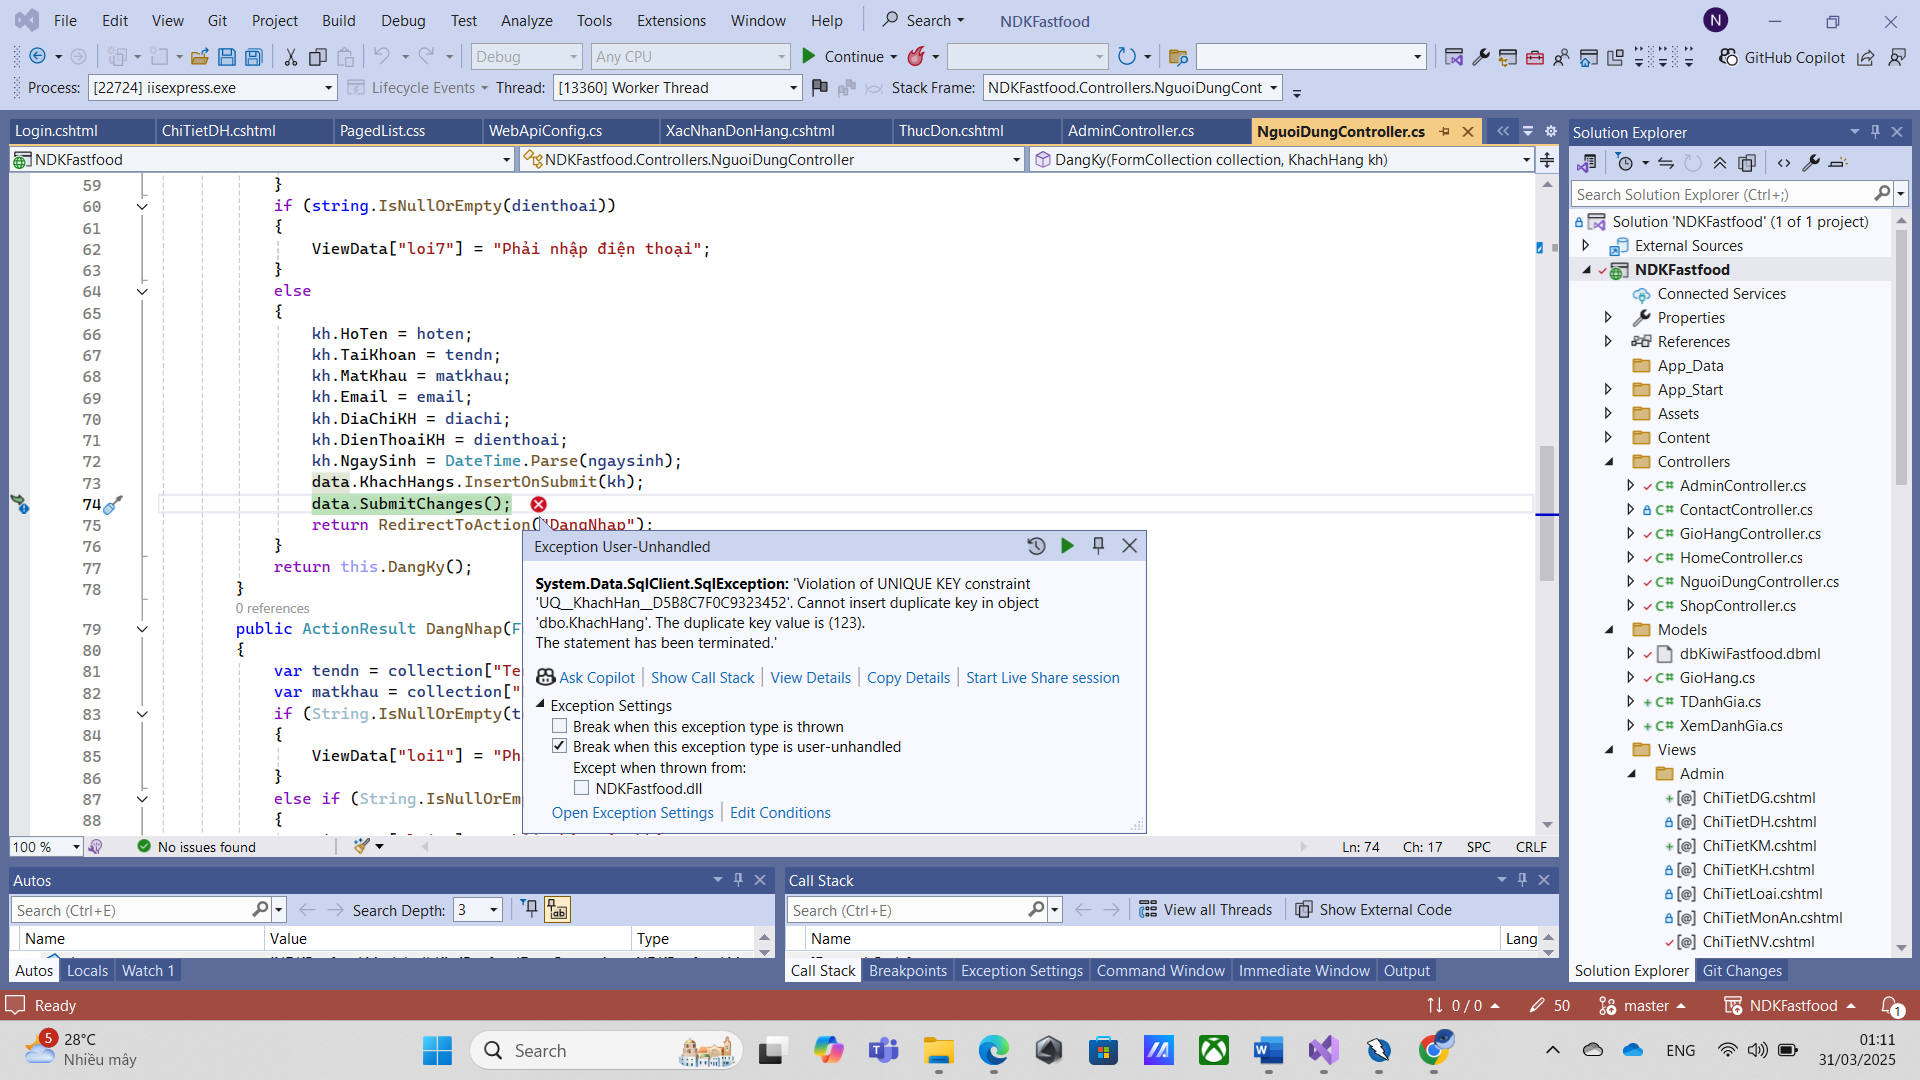 File Edit View Git Project Build Debug Test Analyze Tools Extensions Window Help Search NDKFastfood N
Debug Any CPU Continue GitHub Copilot
Process: [22724] iisexpress.exe Lifecycle Events Thread: [13360] Worker Thread Stack Frame: NDKFastfood.Controllers.NguoiDungCont
Login.cshtml ChiTietDH.cshtml PagedList.css WebApiConfig.cs XacNhanDonHang.cshtml ThucDon.cshtml AdminController.cs NguoiDungController.cs
NDKFastfood NDKFastfood.Controllers.NguoiDungController DangKy(FormCollection collection, KhachHang kh)
59 }
60 if (string.IsNullOrEmpty(dienthoai))
61 {
62 ViewData["loi7"] = "Phải nhập điện thoại";
63 }
64 else
65 {
66 kh.HoTen = hoten;
67 kh.TaiKhoan = tendn;
68 kh.MatKhau = matkhau;
69 kh.Email = email;
70 kh.DiaChiKH = diachi;
71 kh.DienThoaiKH = dienthoai;
72 kh.NgaySinh = DateTime.Parse(ngaysinh);
73 data.KhachHangs.InsertOnSubmit(kh);
74 data.SubmitChanges();
75 return RedirectToAction("DangNhap");
76 }
77 return this.DangKy();
78 }
0 references
79 public ActionResult DangNhap(F
80 {
81 var tendn = collection["Te
82 var matkhau = collection["
83 if (String.IsNullOrEmpty(t
84 {
85 ViewData["loi1"] = "Ph
86 }
87 else if (String.IsNullOrEm
88 {
Exception User-Unhandled
System.Data.SqlClient.SqlException: 'Violation of UNIQUE KEY constraint
'UQ__KhachHan__D5B8C7F0C9323452'. Cannot insert duplicate key in object
'dbo.KhachHang'. The duplicate key value is (123).
The statement has been terminated.'
Ask Copilot Show Call Stack View Details Copy Details Start Live Share session
Exception Settings
Break when this exception type is thrown
Break when this exception type is user-unhandled
Except when thrown from:
NDKFastfood.dll
Open Exception Settings Edit Conditions
100 % No issues found Ln: 74 Ch: 17 SPC CRLF
Autos
Search (Ctrl+E) Search Depth: 3
Name Value Type
Autos Locals Watch 1
Call Stack
Search (Ctrl+E) View all Threads Show External Code
Name Lang
Call Stack Breakpoints Exception Settings Command Window Immediate Window Output
Solution Explorer
Search Solution Explorer (Ctrl+;)
Solution 'NDKFastfood' (1 of 1 project)
External Sources
NDKFastfood
Connected Services
Properties
References
App_Data
App_Start
Assets
Content
Controllers
C# AdminController.cs
C# ContactController.cs
C# GioHangController.cs
C# HomeController.cs
C# NguoiDungController.cs
C# ShopController.cs
Models
dbKiwiFastfood.dbml
C# GioHang.cs
C# TDanhGia.cs
C# XemDanhGia.cs
Views
Admin
[@] ChiTietDG.cshtml
[@] ChiTietDH.cshtml
[@] ChiTietKM.cshtml
[@] ChiTietKH.cshtml
[@] ChiTietLoai.cshtml
[@] ChiTietMonAn.cshtml
[@] ChiTietNV.cshtml
Solution Explorer Git Changes
Ready 0 / 0 50 master NDKFastfood 1
5 28°C
Nhiều mây
Search
ENG
01:11
31/03/2025